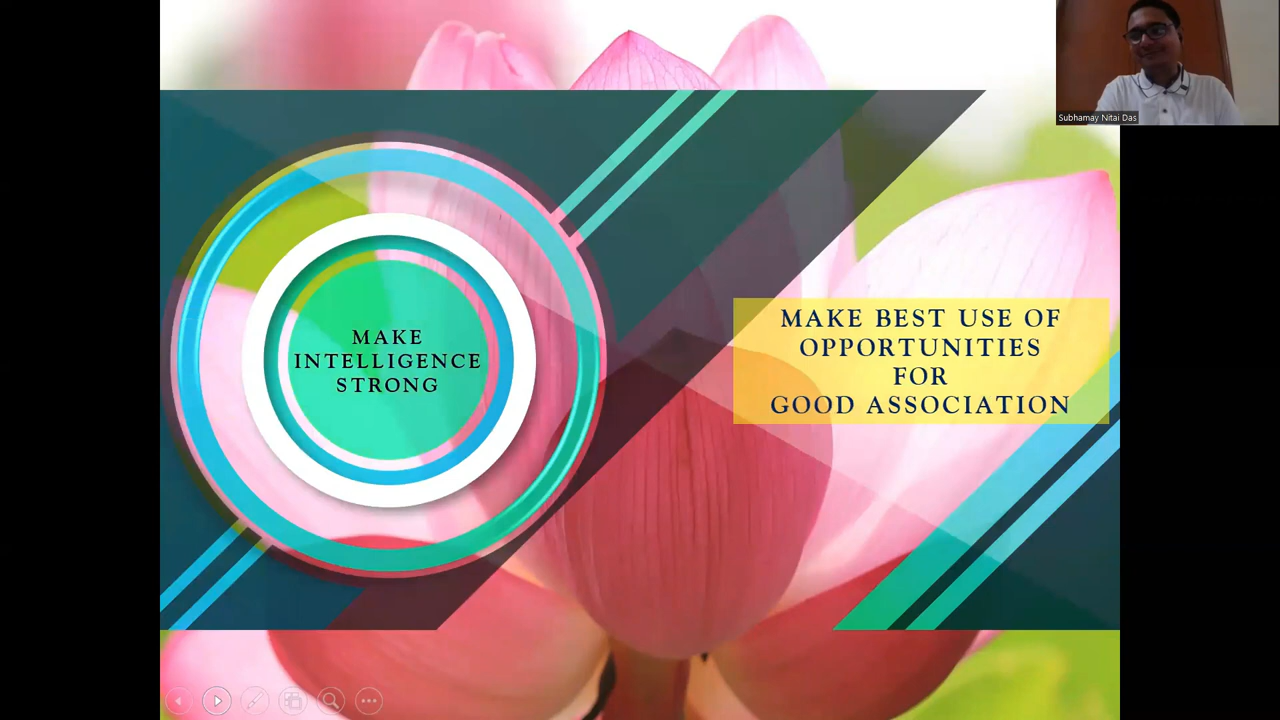 Subhamay Nitai Das
MAKE
INTELLIGENCE
STRONG
MAKE BEST USE OF
OPPORTUNITIES
FOR
GOOD ASSOCIATION